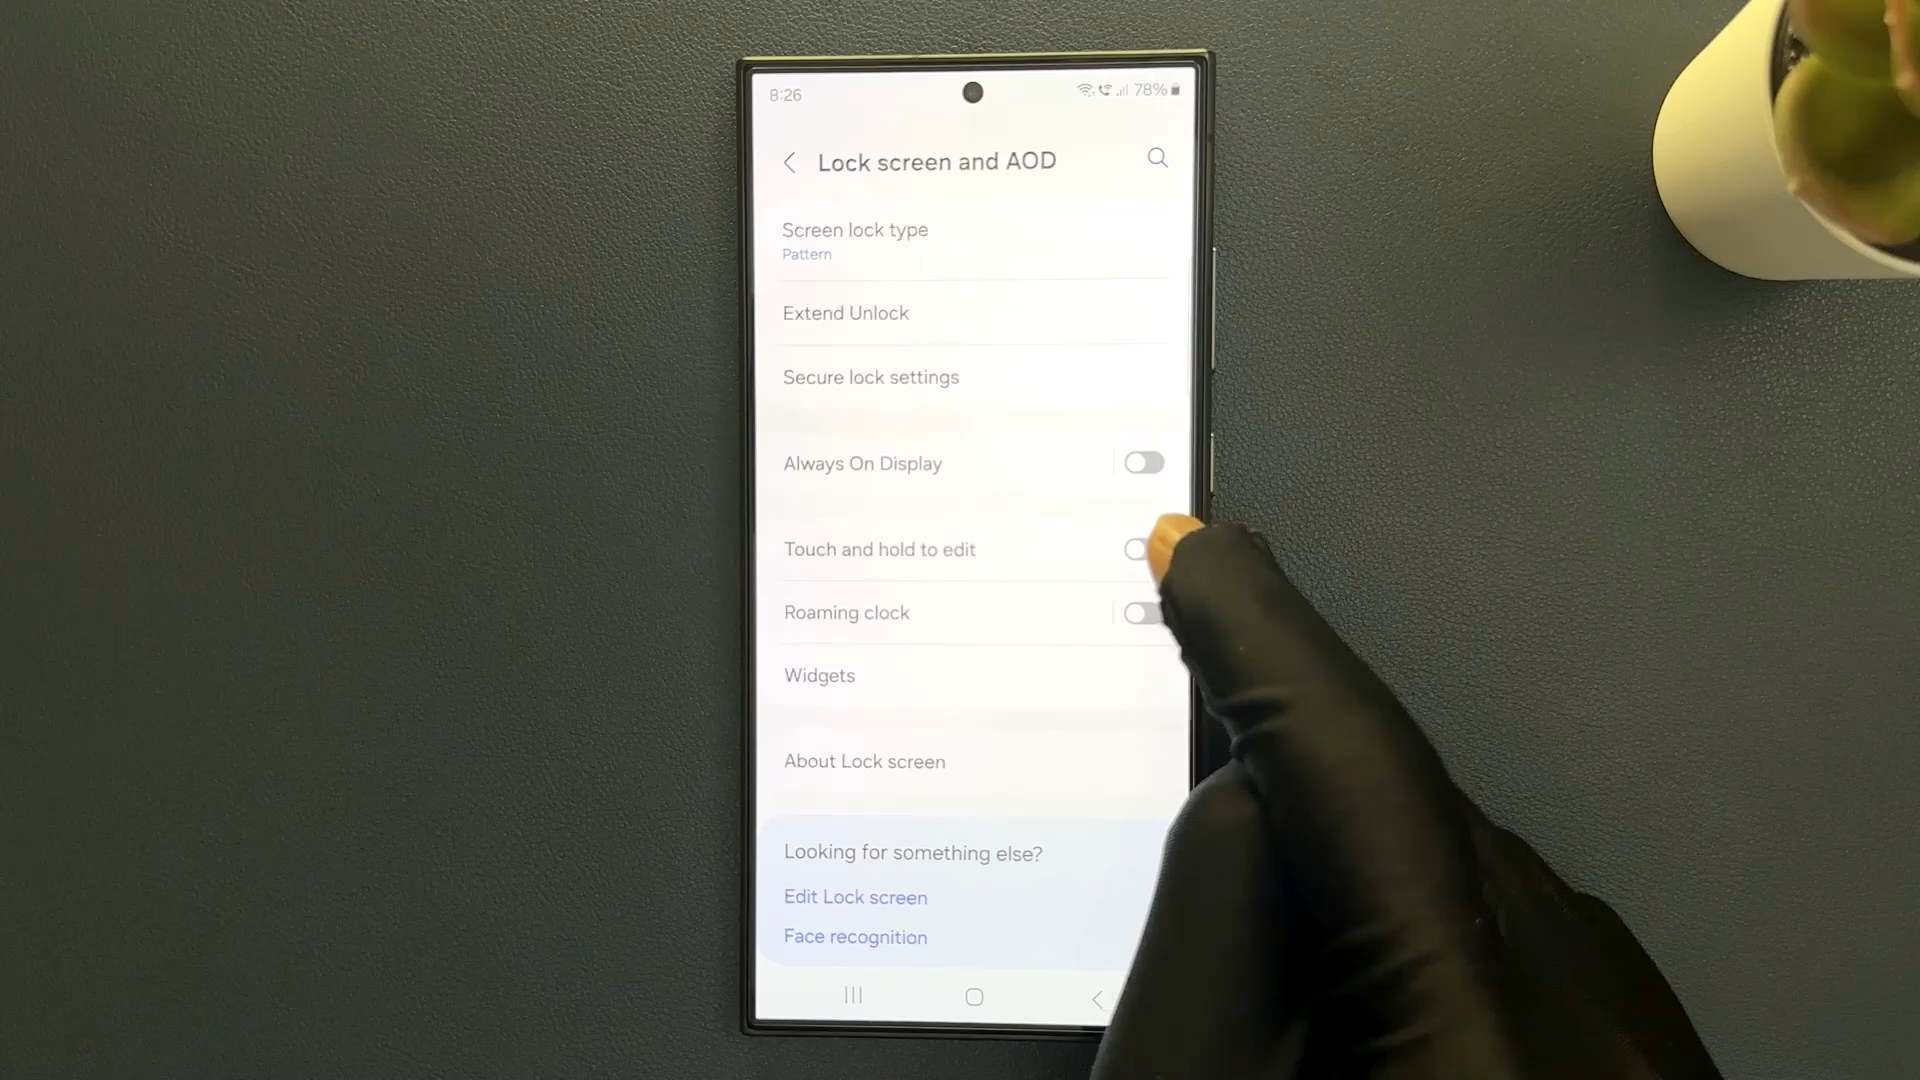 8:26
78%
Lock screen and AOD
Screen lock type
Pattern
Extend Unlock
Secure lock settings
Always On Display
Touch and hold to edit
Roaming clock
Widgets
About Lock screen
Looking for something else?
Edit Lock screen
Face recognition